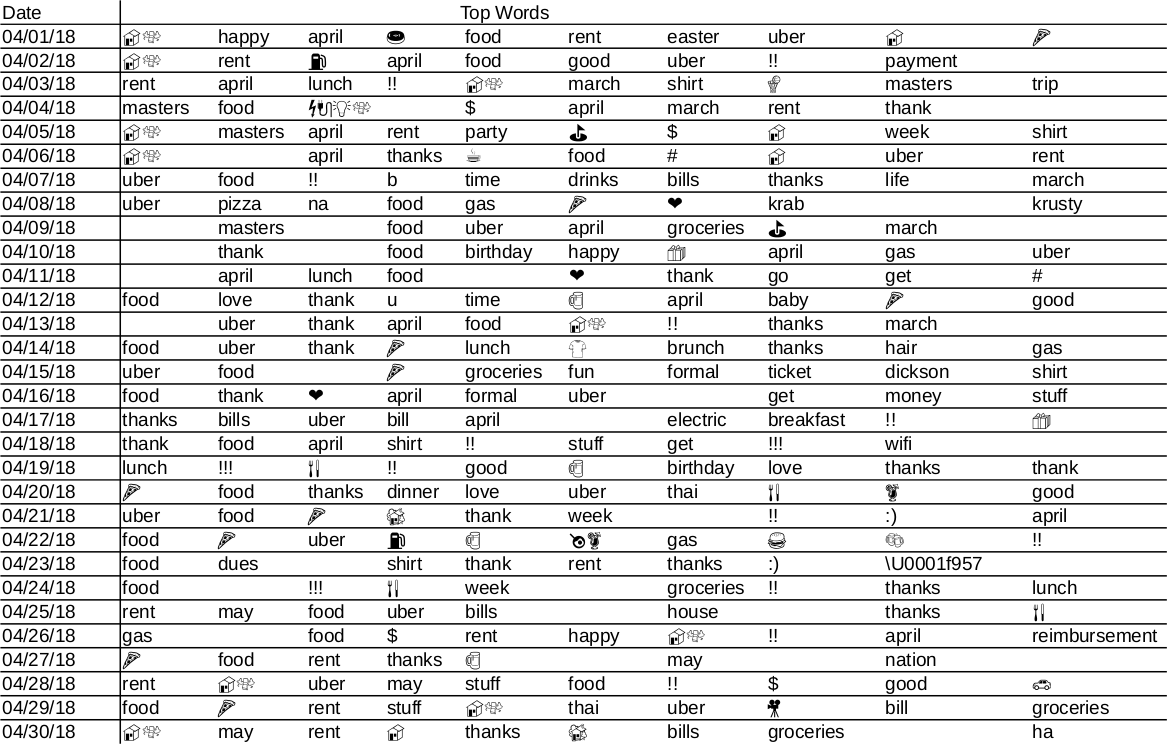 Date Top Words
04/01/18 🏠💸 happy april 🍣 food rent easter uber 🏠 🍕
04/02/18 🏠💸 rent ⛽ april food good uber !! payment
04/03/18 rent april lunch !! 🏠💸 march shirt 🍦 masters trip
04/04/18 masters food ⚡🔌💡💸 $ april march rent thank
04/05/18 🏠💸 masters april rent party ⛳ $ 🏠 week shirt
04/06/18 🏠💸 april thanks ☕ food # 🏠 uber rent
04/07/18 uber food !! b time drinks bills thanks life march
04/08/18 uber pizza na food gas 🍕 ❤ krab krusty
04/09/18 masters food uber april groceries ⛳ march
04/10/18 thank food birthday happy 🎁 april gas uber
04/11/18 april lunch food ❤ thank go get #
04/12/18 food love thank u time 🍺 april baby 🍕 good
04/13/18 uber thank april food 🏠💸 !! thanks march
04/14/18 food uber thank 🍕 lunch 👕 brunch thanks hair gas
04/15/18 uber food 🍕 groceries fun formal ticket dickson shirt
04/16/18 food thank ❤ april formal uber get money stuff
04/17/18 thanks bills uber bill april electric breakfast !! 🎁
04/18/18 thank food april shirt !! stuff get !!! wifi
04/19/18 lunch !!! 🍴 !! good 🍺 birthday love thanks thank
04/20/18 🍕 food thanks dinner love uber thai 🍴 🍹 good
04/21/18 uber food 🍕 🏡 thank week !! :) april
04/22/18 food 🍕 uber ⛽ 🍺 🍳🍹 gas 🍔 🍻 !!
04/23/18 food dues shirt thank rent thanks :) \U0001f957
04/24/18 food !!! 🍴 week groceries !! thanks lunch
04/25/18 rent may food uber bills house thanks 🍴
04/26/18 gas food $ rent happy 🏠💸 !! april reimbursement
04/27/18 🍕 food rent thanks 🍺 may nation
04/28/18 rent 🏠💸 uber may stuff food !! $ good 🚗
04/29/18 food 🍕 rent stuff 🏠💸 thai uber 🎥 bill groceries
04/30/18 🏠💸 may rent 🏠 thanks 🏡 bills groceries ha